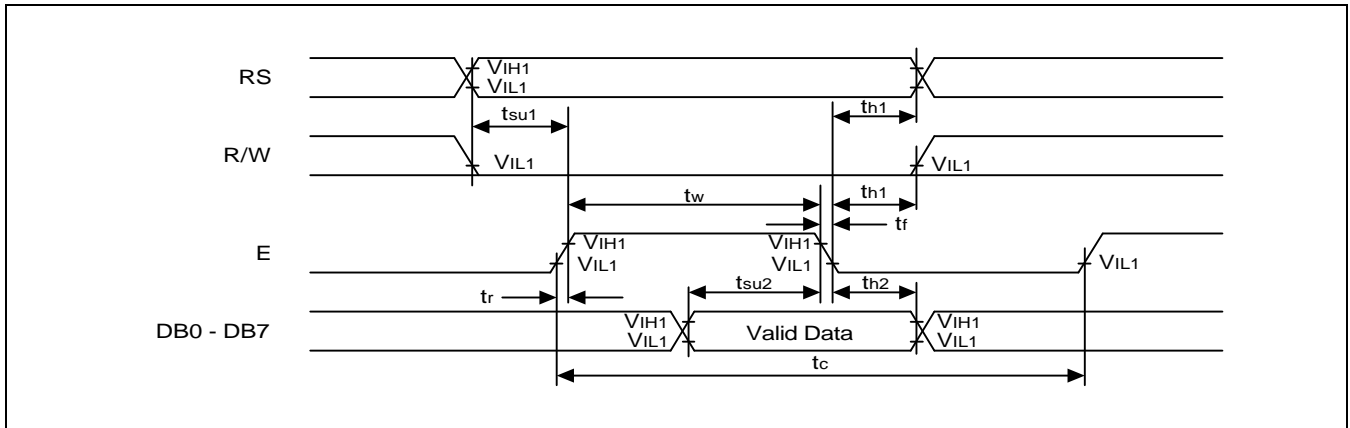 RS
VIH1
VIL1
tsu1
th1
R/W
VIL1
VIL1
tw
th1
tf
E
VIH1
VIL1
VIH1
VIL1
VIL1
tr
tsu2
th2
DB0 - DB7
VIH1
VIL1
Valid Data
VIH1
VIL1
tc